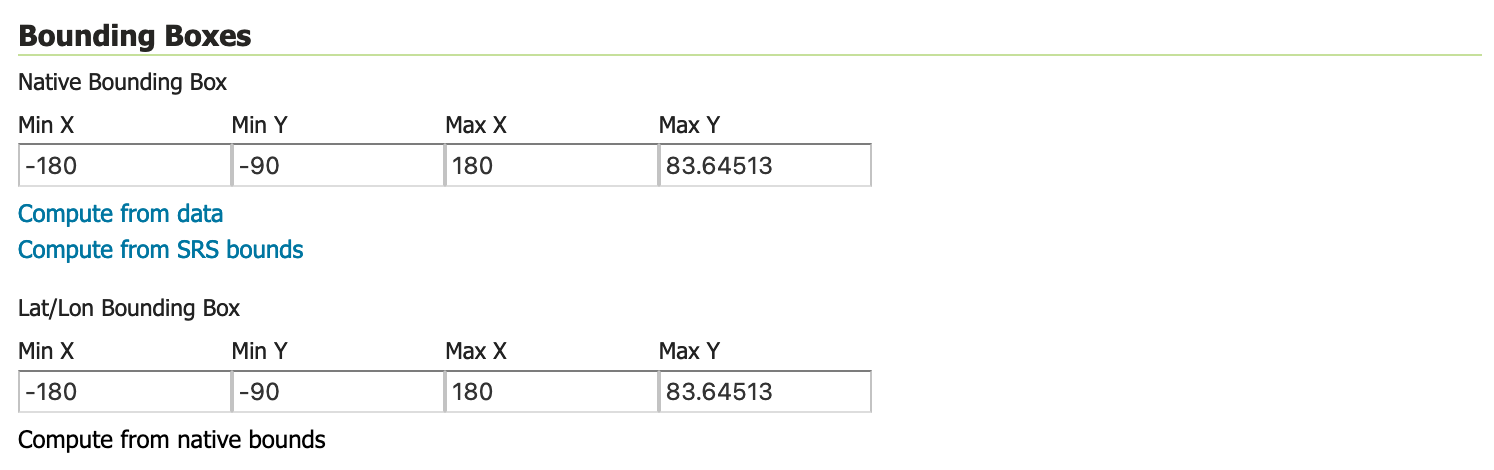 Bounding Boxes
Native Bounding Box
Min X Min Y Max X Max Y
-180 -90 180 83.64513
Compute from data
Compute from SRS bounds
Lat/Lon Bounding Box
Min X Min Y Max X Max Y
-180 -90 180 83.64513
Compute from native bounds